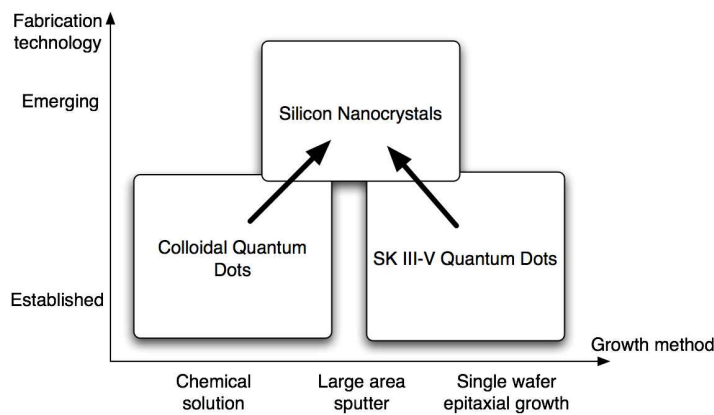 Fabrication
technology
Emerging
Silicon Nanocrystals
Colloidal Quantum
Dots
SK III-V Quantum Dots
Established
Growth method
Chemical
solution
Large area
sputter
Single wafer
epitaxial growth